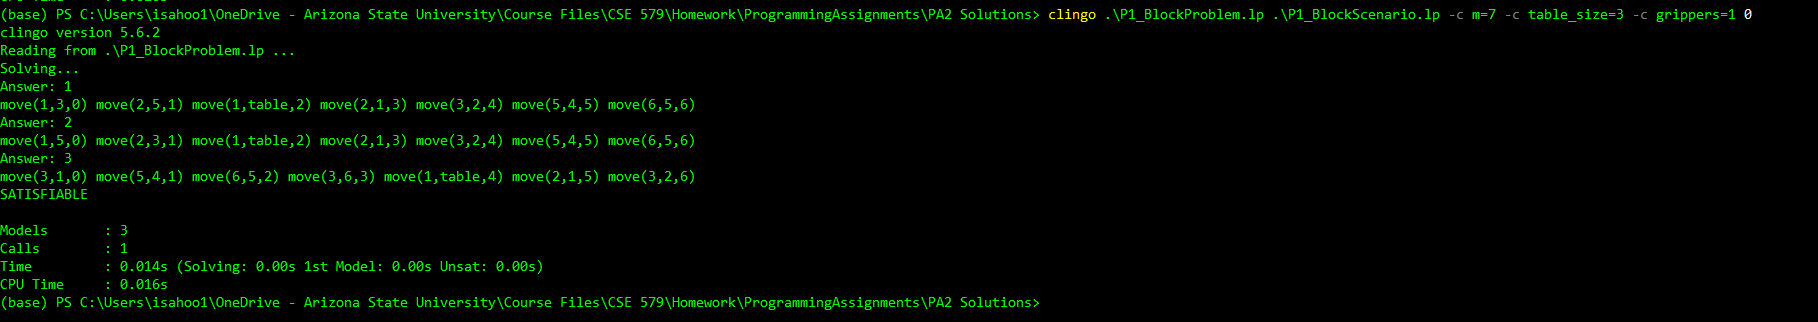 (base) PS C:\Users\isahoo1\OneDrive - Arizona State University\Course Files\CSE 579\Homework\ProgrammingAssignments\PA2 Solutions> clingo .\P1_BlockProblem.lp .\P1_BlockScenario.lp -c m=7 -c table_size=3 -c grippers=1 0
clingo version 5.6.2
Reading from .\P1_BlockProblem.lp ...
Solving...
Answer: 1
move(1,3,0) move(2,5,1) move(1,table,2) move(2,1,3) move(3,2,4) move(5,4,5) move(6,5,6)
Answer: 2
move(1,5,0) move(2,3,1) move(1,table,2) move(2,1,3) move(3,2,4) move(5,4,5) move(6,5,6)
Answer: 3
move(3,1,0) move(5,4,1) move(6,5,2) move(3,6,3) move(1,table,4) move(2,1,5) move(3,2,6)
SATISFIABLE
Models       : 3
Calls        : 1
Time         : 0.014s (Solving: 0.00s 1st Model: 0.00s Unsat: 0.00s)
CPU Time     : 0.016s
(base) PS C:\Users\isahoo1\OneDrive - Arizona State University\Course Files\CSE 579\Homework\ProgrammingAssignments\PA2 Solutions>